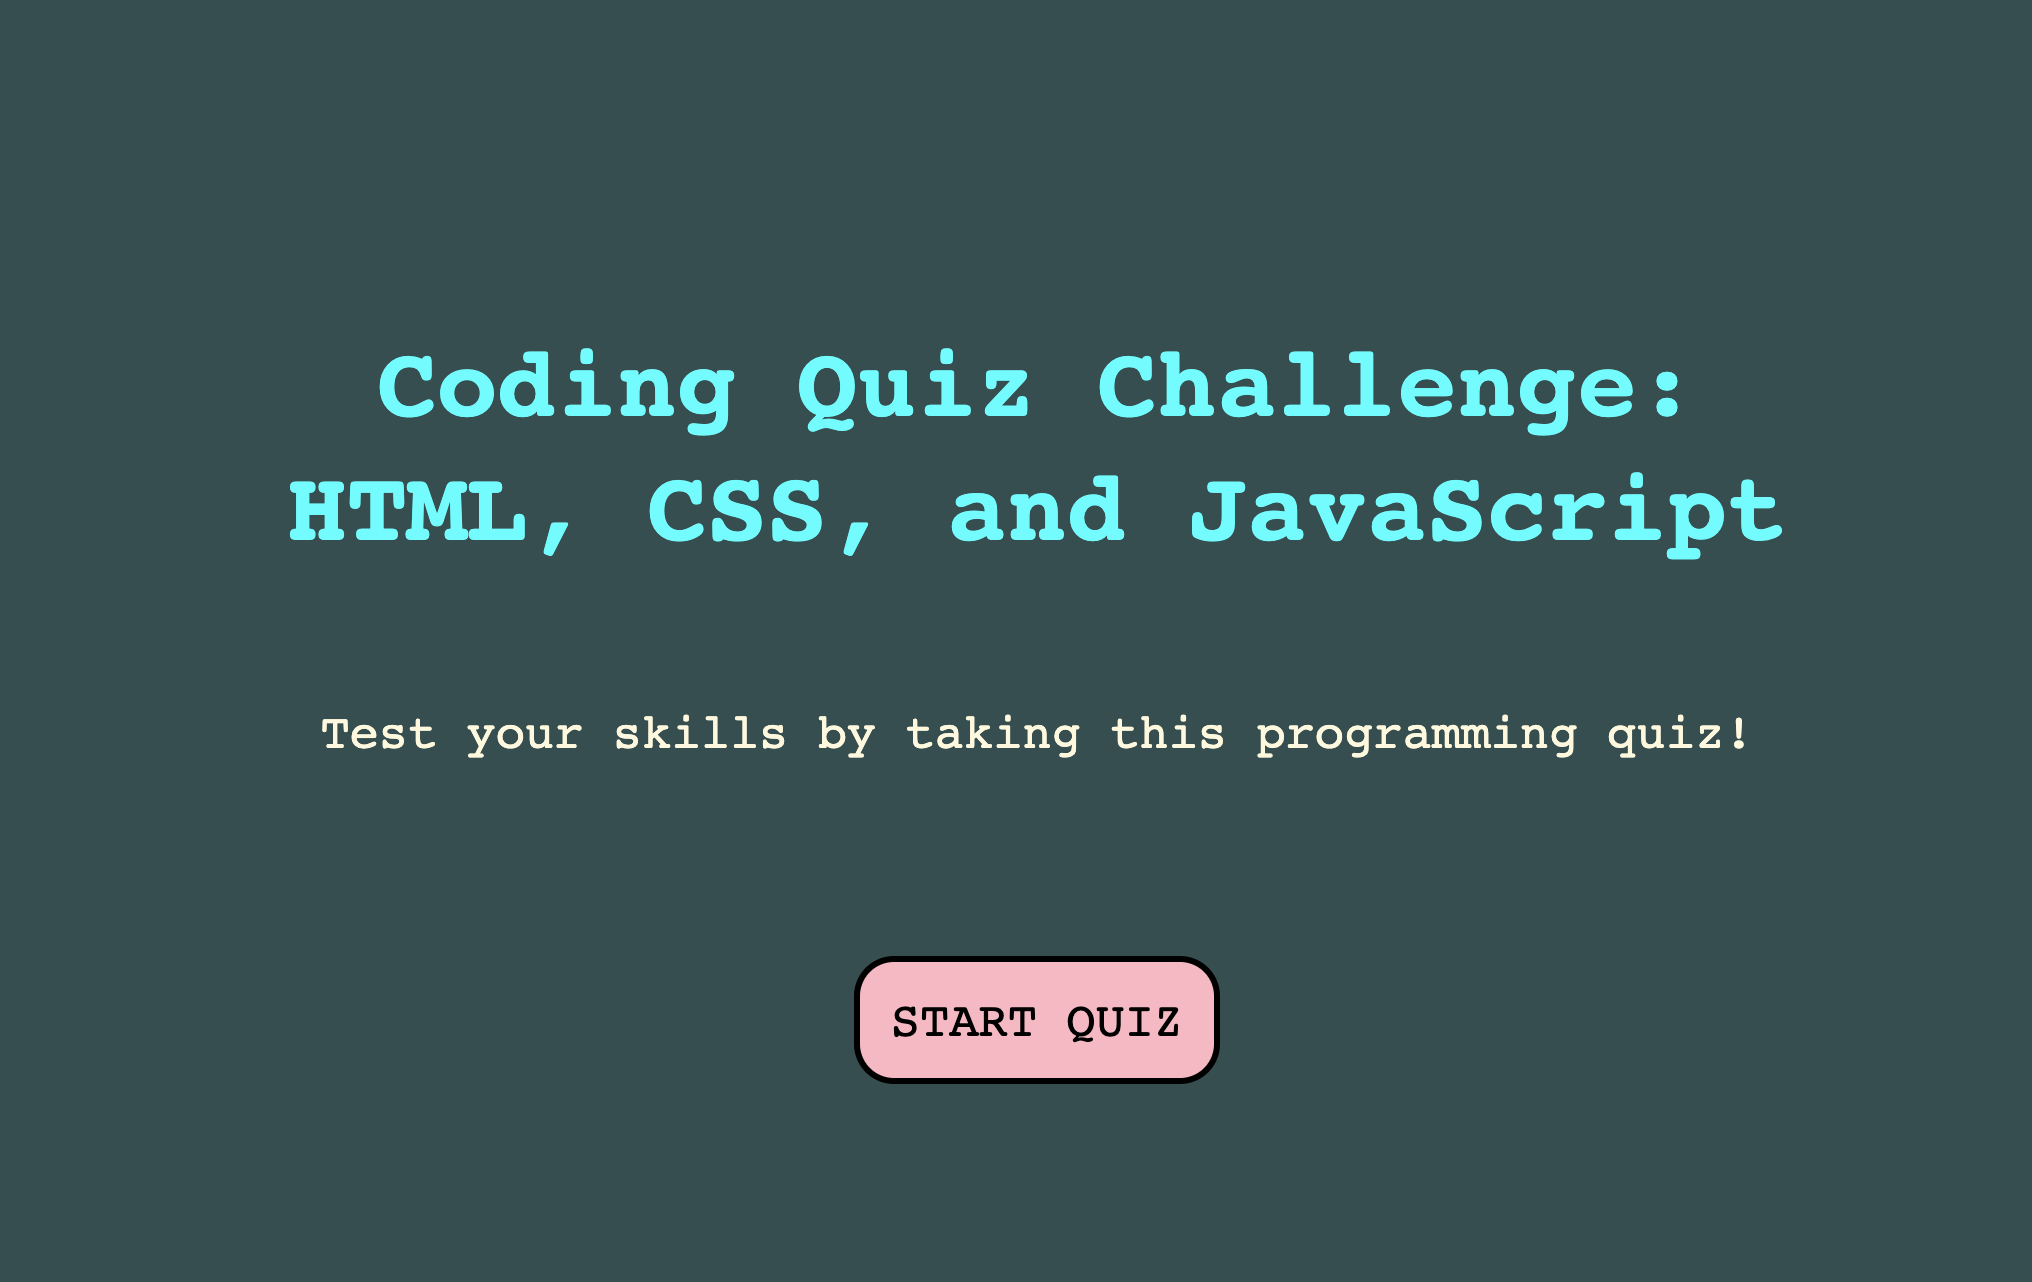 Coding Quiz Challenge:
HTML, CSS, and JavaScript
Test your skills by taking this programming quiz!
START QUIZ